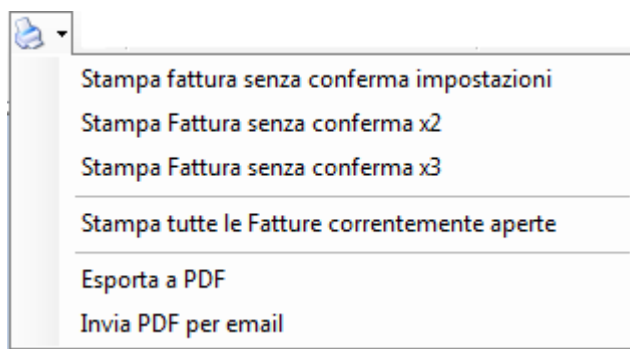 Stampa fattura senza conferma impostazioni
Stampa Fattura senza conferma x2
Stampa Fattura senza conferma x3
Stampa tutte le Fatture correntemente aperte
Esporta a PDF
Invia PDF per email